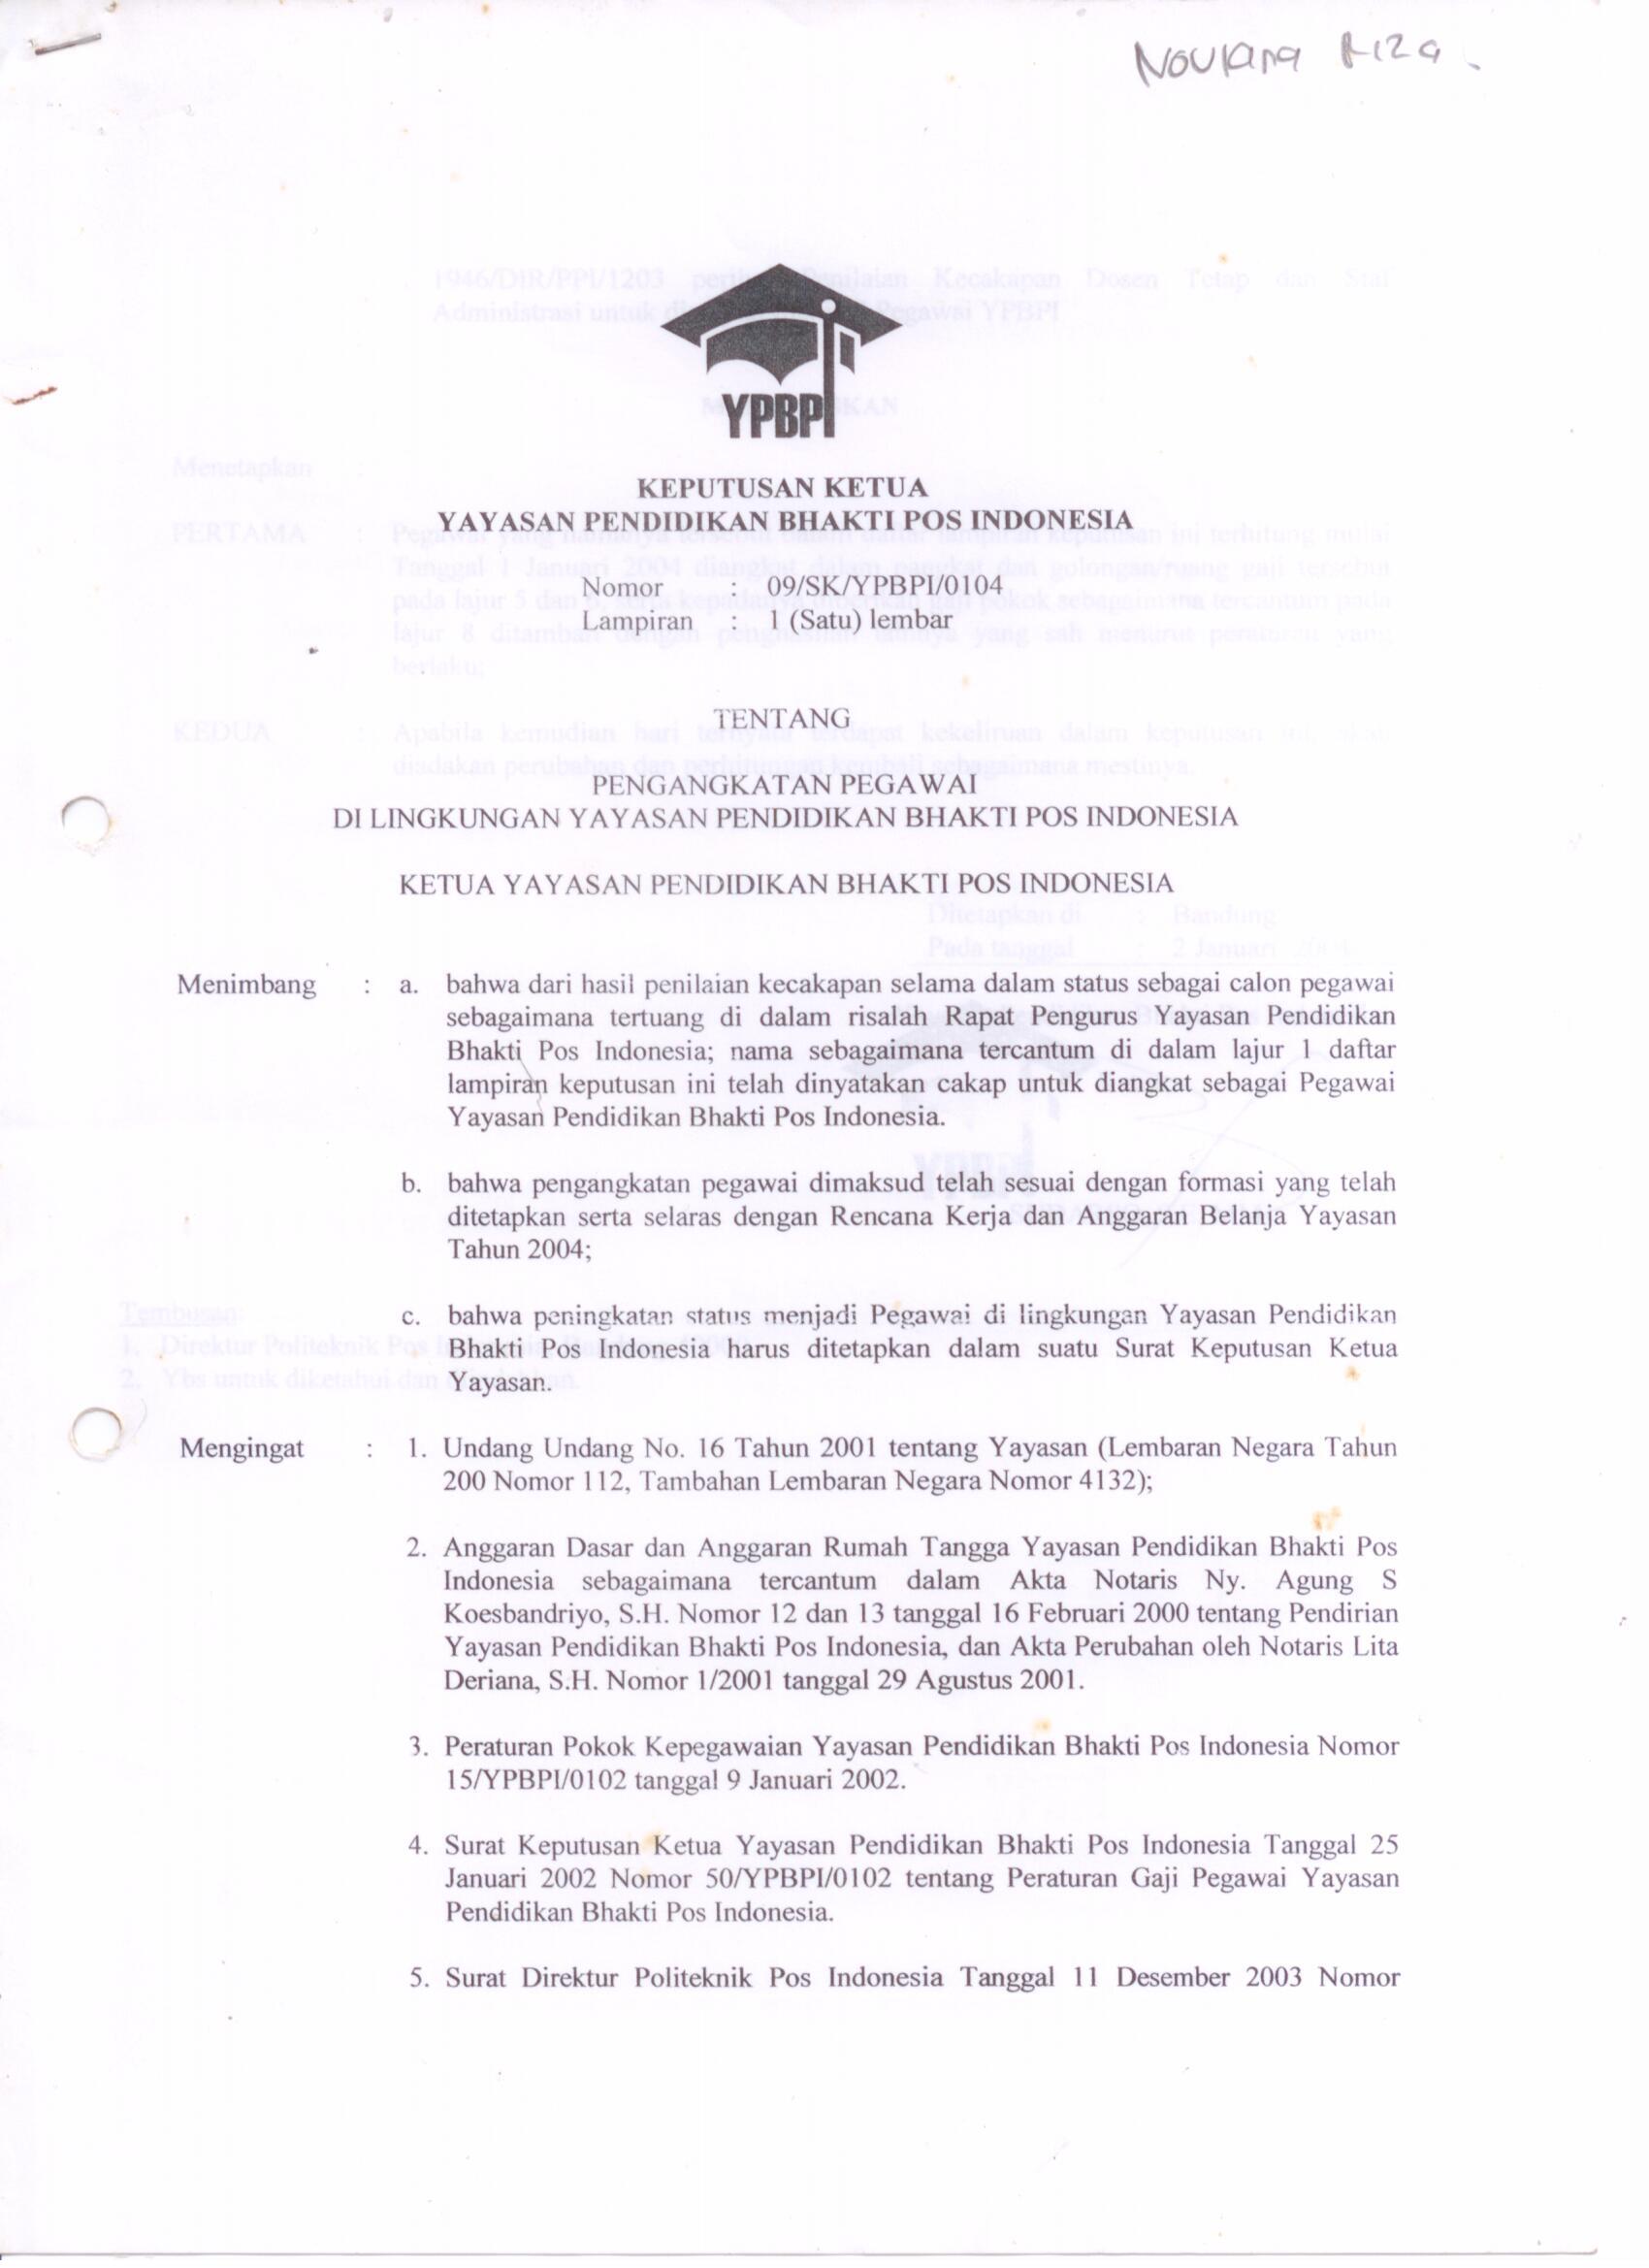 Noviana Riza
YPBPI
KEPUTUSAN KETUA
YAYASAN PENDIDIKAN BHAKTI POS INDONESIA
Nomor : 09/SK/YPBPI/0104
Lampiran : 1 (Satu) lembar
TENTANG
PENGANGKATAN PEGAWAI
DI LINGKUNGAN YAYASAN PENDIDIKAN BHAKTI POS INDONESIA
KETUA YAYASAN PENDIDIKAN BHAKTI POS INDONESIA
Menimbang : a. bahwa dari hasil penilaian kecakapan selama dalam status sebagai calon pegawai
sebagaimana tertuang di dalam risalah Rapat Pengurus Yayasan Pendidikan
Bhakti Pos Indonesia; nama sebagaimana tercantum di dalam lajur 1 daftar
lampiran keputusan ini telah dinyatakan cakap untuk diangkat sebagai Pegawai
Yayasan Pendidikan Bhakti Pos Indonesia.
b. bahwa pengangkatan pegawai dimaksud telah sesuai dengan formasi yang telah
ditetapkan serta selaras dengan Rencana Kerja dan Anggaran Belanja Yayasan
Tahun 2004;
c. bahwa peningkatan status menjadi Pegawai di lingkungan Yayasan Pendidikan
Bhakti Pos Indonesia harus ditetapkan dalam suatu Surat Keputusan Ketua
Yayasan.
Mengingat : 1. Undang Undang No. 16 Tahun 2001 tentang Yayasan (Lembaran Negara Tahun
200 Nomor 112, Tambahan Lembaran Negara Nomor 4132);
2. Anggaran Dasar dan Anggaran Rumah Tangga Yayasan Pendidikan Bhakti Pos
Indonesia sebagaimana tercantum dalam Akta Notaris Ny. Agung S
Koesbandriyo, S.H. Nomor 12 dan 13 tanggal 16 Februari 2000 tentang Pendirian
Yayasan Pendidikan Bhakti Pos Indonesia, dan Akta Perubahan oleh Notaris Lita
Deriana, S.H. Nomor 1/2001 tanggal 29 Agustus 2001.
3. Peraturan Pokok Kepegawaian Yayasan Pendidikan Bhakti Pos Indonesia Nomor
15/YPBPI/0102 tanggal 9 Januari 2002.
4. Surat Keputusan Ketua Yayasan Pendidikan Bhakti Pos Indonesia Tanggal 25
Januari 2002 Nomor 50/YPBPI/0102 tentang Peraturan Gaji Pegawai Yayasan
Pendidikan Bhakti Pos Indonesia.
5. Surat Direktur Politeknik Pos Indonesia Tanggal 11 Desember 2003 Nomor